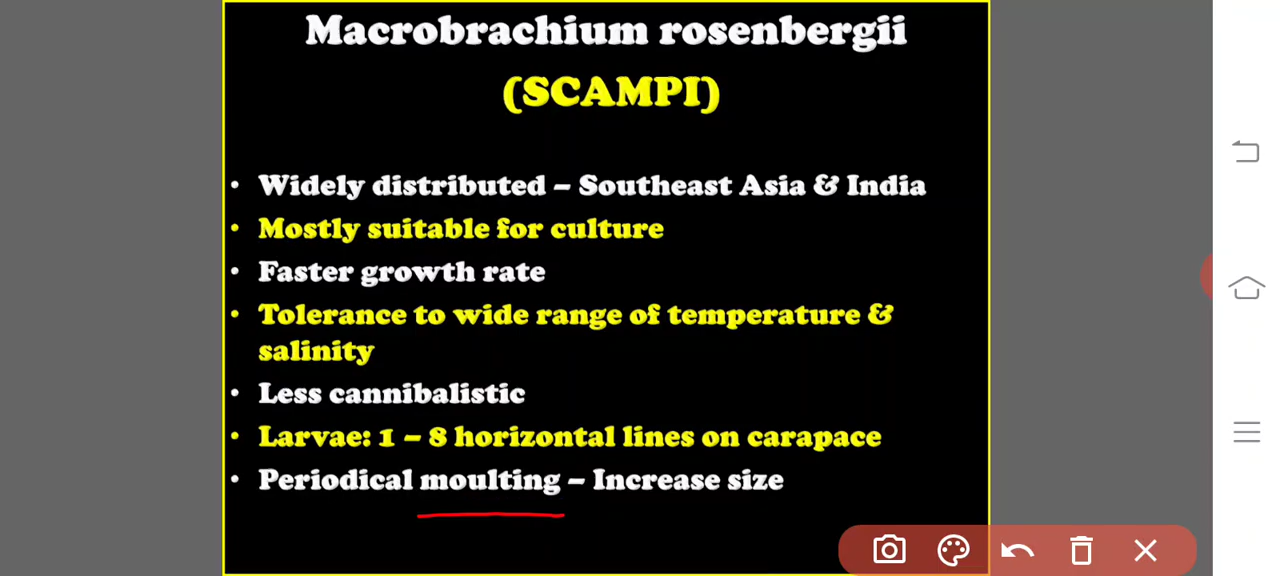 Macrobrachium rosenbergii
(SCAMPI)
• Widely distributed – Southeast Asia & India
• Mostly suitable for culture
• Faster growth rate
• Tolerance to wide range of temperature &
salinity
• Less cannibalistic
• Larvae: 1 – 8 horizontal lines on carapace
• Periodical moulting – Increase size